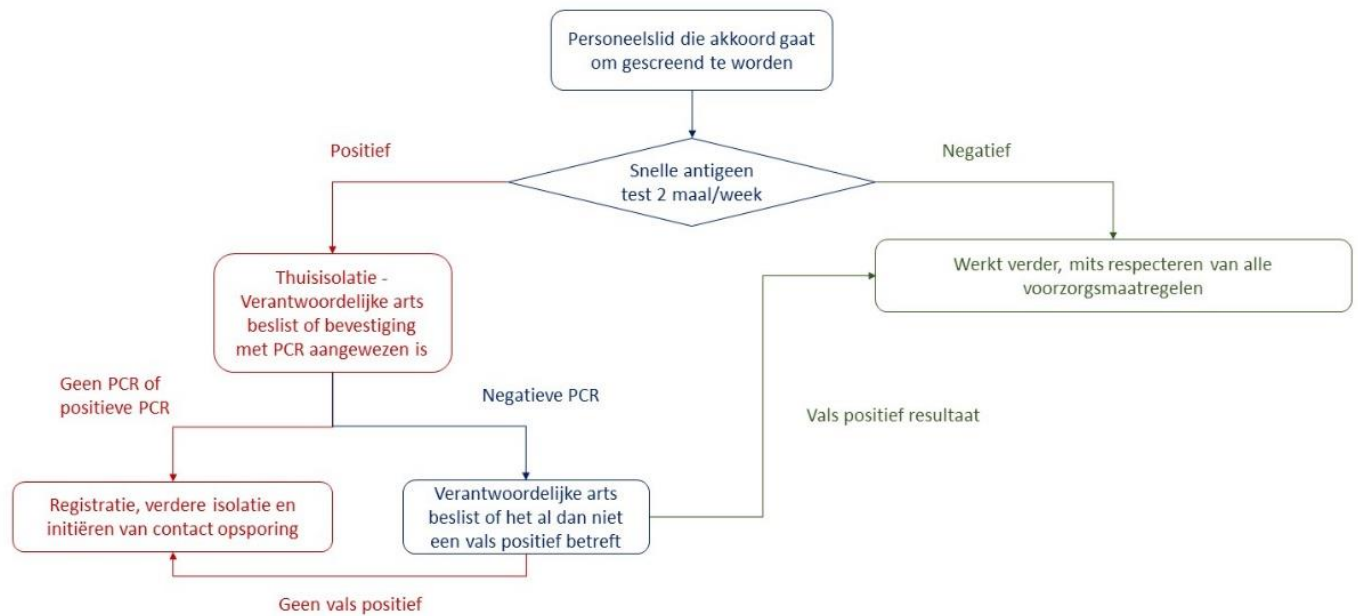 Personeelslid die akkoord gaat
om gescreend te worden
Positief
Negatief
Snelle antigeen
test 2 maal/week
Thuisisolatie -
Verantwoordelijke arts
beslist of bevestiging
met PCR aangewezen is
Werkt verder, mits respecteren van alle
voorzorgsmaatregelen
Geen PCR of
positieve PCR
Negatieve PCR
Vals positief resultaat
Registratie, verdere isolatie en
initiëren van contact opsporing
Verantwoordelijke arts
beslist of het al dan niet
een vals positief betreft
Geen vals positief